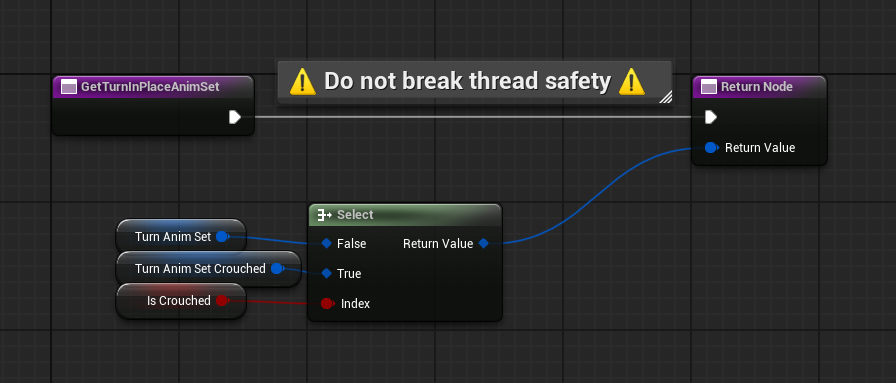 GetTurnInPlaceAnimSet
⚠️ Do not break thread safety ⚠️
Return Node
Return Value
Select
Turn Anim Set
False
Return Value
Turn Anim Set Crouched
True
Is Crouched
Index